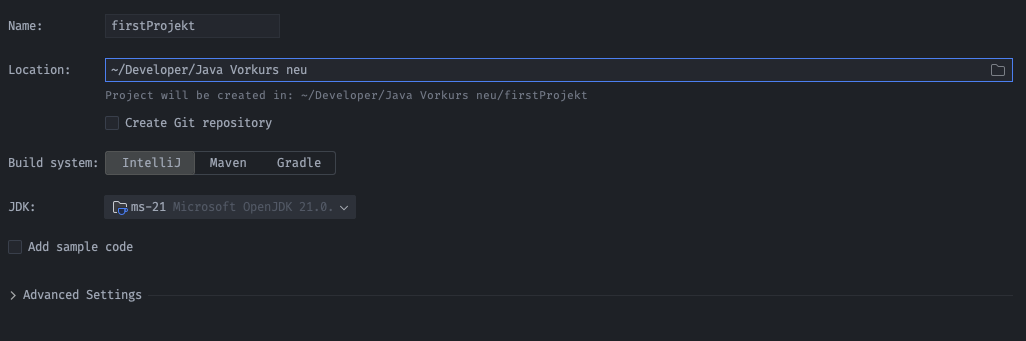 Name: firstProjekt
Location: ~/Developer/Java Vorkurs neu
Project will be created in: ~/Developer/Java Vorkurs neu/firstProjekt
Create Git repository
Build system: IntelliJ Maven Gradle
JDK: ms-21 Microsoft OpenJDK 21.0.
Add sample code
Advanced Settings